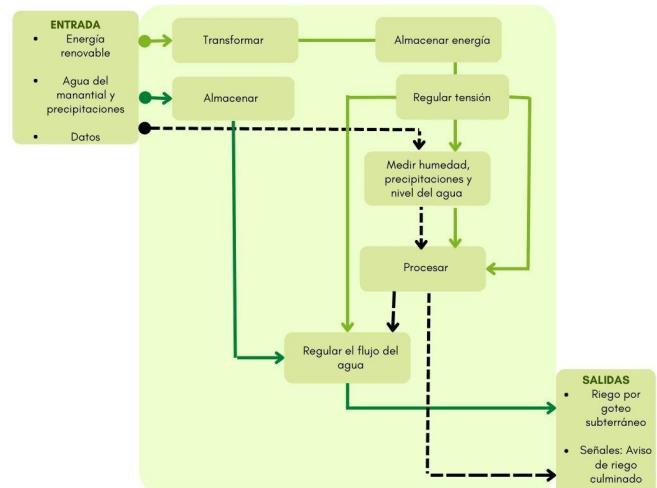 ENTRADA
• Energía
renovable
• Agua del
manantial y
precipitaciones
• Datos
Transformar
Almacenar energía
Almacenar
Regular tensión
Medir humedad,
precipitaciones y
nivel del agua
Procesar
Regular el flujo del
agua
SALIDAS
• Riego por
goteo
subterráneo
• Señales: Aviso
de riego
culminado